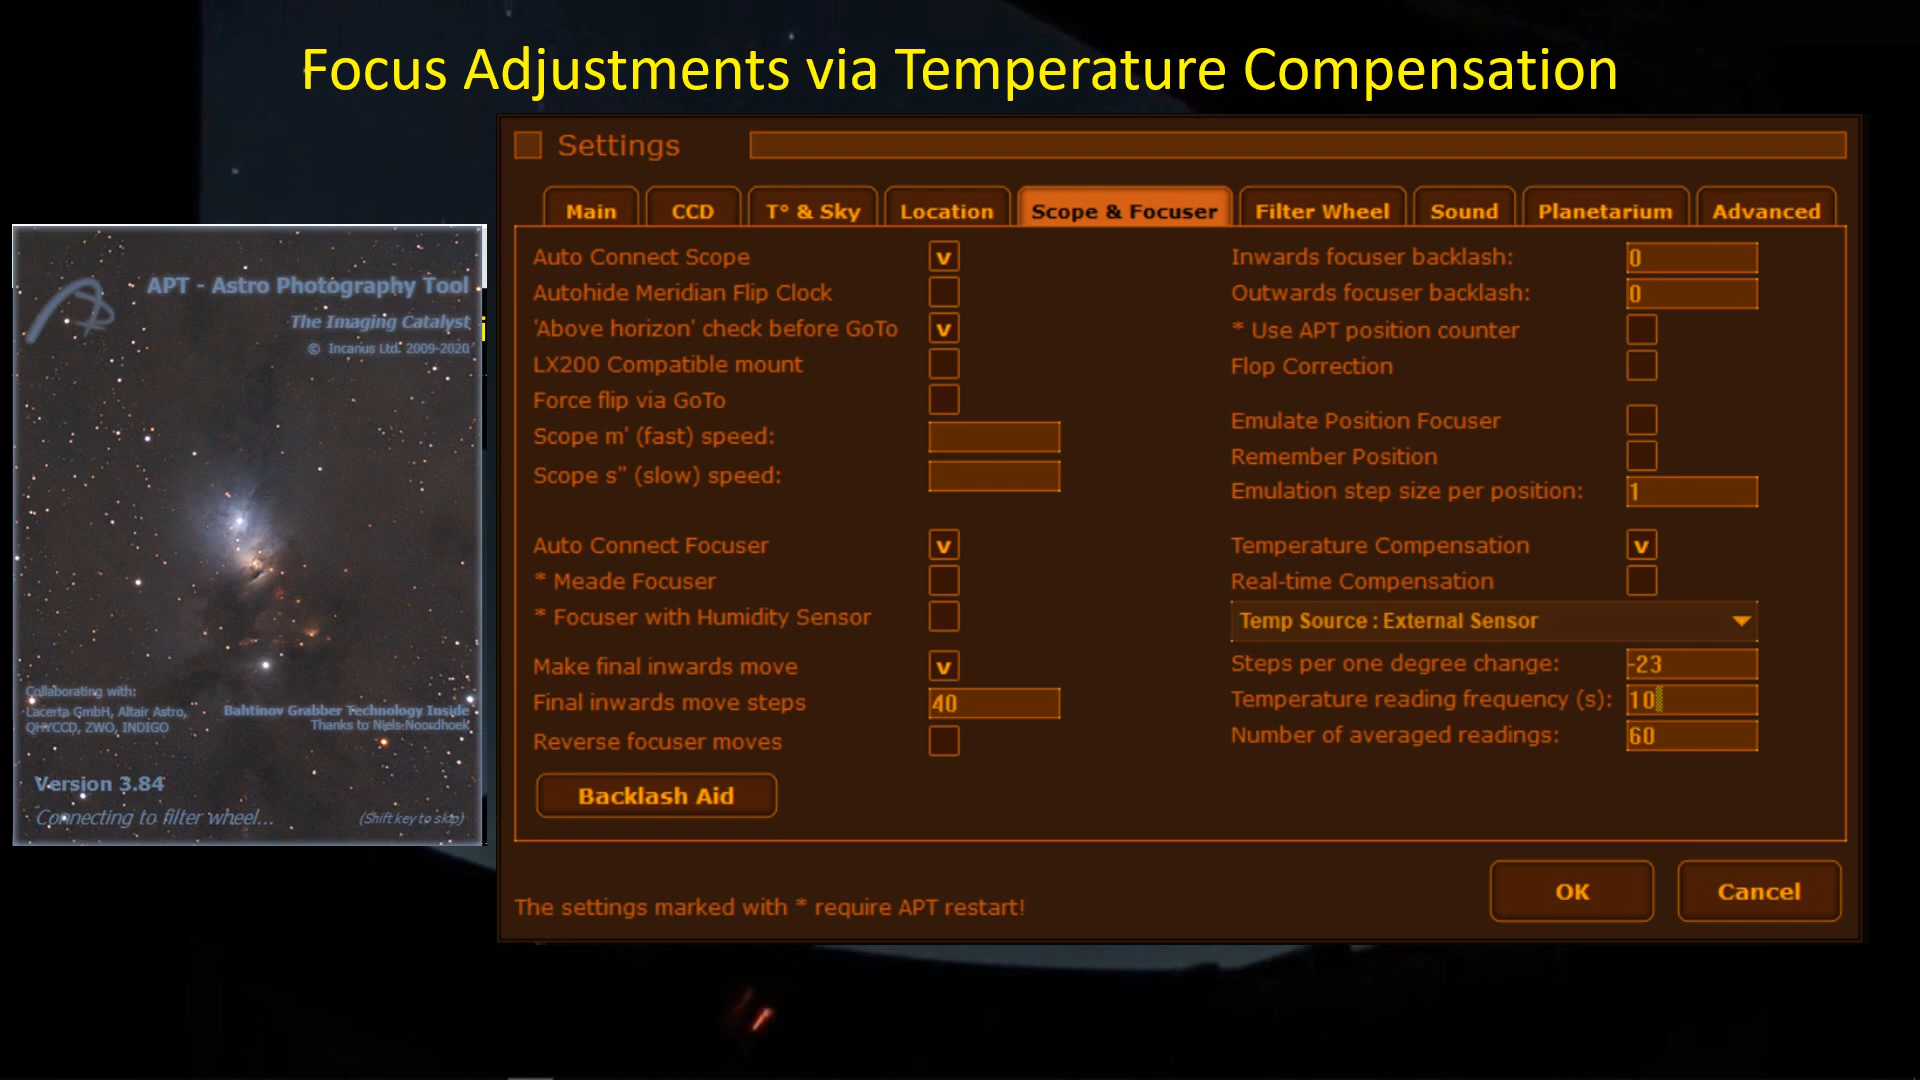 Focus Adjustments via Temperature Compensation
Settings
Main CCD T° & Sky Location Scope & Focuser Filter Wheel Sound Planetarium Advanced
Auto Connect Scope v
Autohide Meridian Flip Clock
'Above horizon' check before GoTo v
LX200 Compatible mount
Force flip via GoTo
Scope m' (fast) speed:
Scope s" (slow) speed:
Auto Connect Focuser v
* Meade Focuser
* Focuser with Humidity Sensor
Make final inwards move v
Final inwards move steps 40
Reverse focuser moves
Backlash Aid
Inwards focuser backlash: 0
Outwards focuser backlash: 0
* Use APT position counter
Flop Correction
Emulate Position Focuser
Remember Position
Emulation step size per position: 1
Temperature Compensation v
Real-time Compensation
Temp Source : External Sensor
Steps per one degree change: -23
Temperature reading frequency (s): 10
Number of averaged readings: 60
The settings marked with * require APT restart!
OK Cancel
APT - Astro Photography Tool
The Imaging Catalyst
© Incanus Ltd. 2009-2020
Collaborating with:
Lacerta GmbH, Altair Astro,
QHYCCD, ZWO, INDIGO
Bahtinov Grabber Technology Inside
Thanks to Niels Noordhoek
Version 3.84
Connecting to filter wheel...
(Shift key to skip)